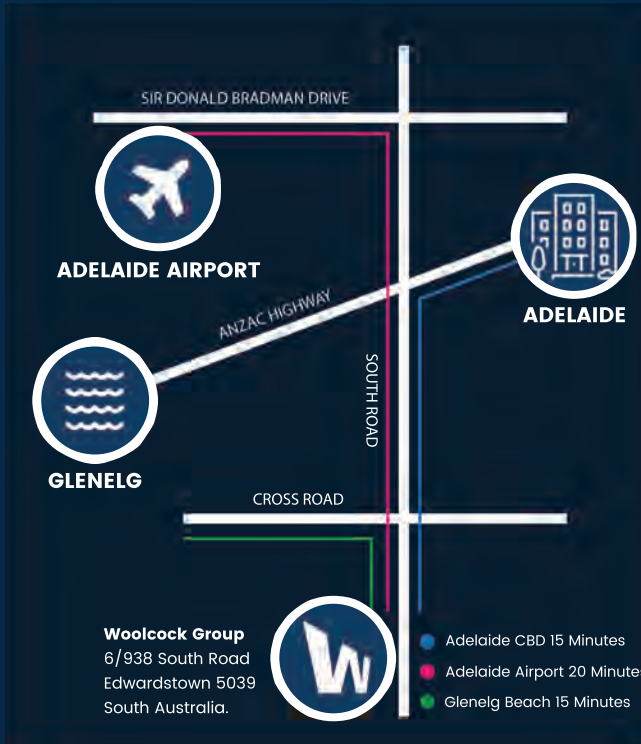 SIR DONALD BRADMAN DRIVE
ADELAIDE AIRPORT
ADELAIDE
ANZAC HIGHWAY
SOUTH ROAD
GLENELG
CROSS ROAD
Woolcock Group
6/938 South Road
Edwardstown 5039
South Australia.
W
Adelaide CBD 15 Minutes
Adelaide Airport 20 Minute
Glenelg Beach 15 Minutes